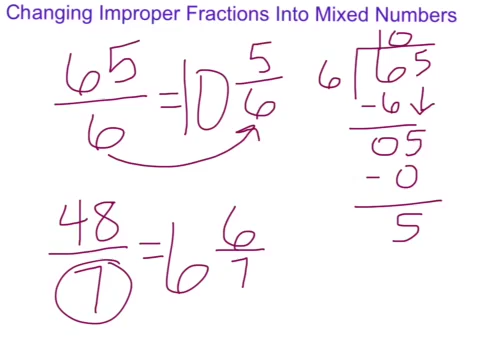 Changing Improper Fractions Into Mixed Numbers
65/6 = 10 5/6
10
6 ) 65
-6 ↓
05
- 0
5
48/7 = 6 6/7